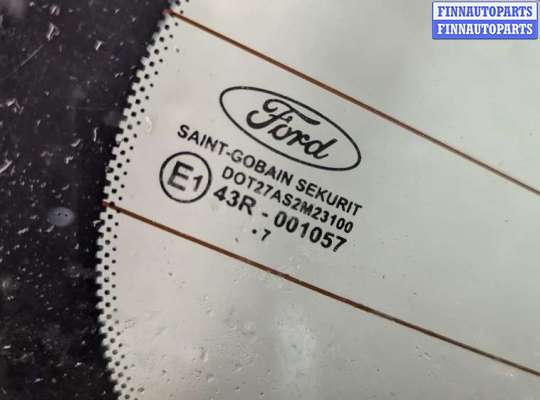 FINNAUTOPARTS
FINNAUTOPARTS
Ford
SAINT-GOBAIN SEKURIT
DOT27AS2M23100
E1 43R - 001057
.7